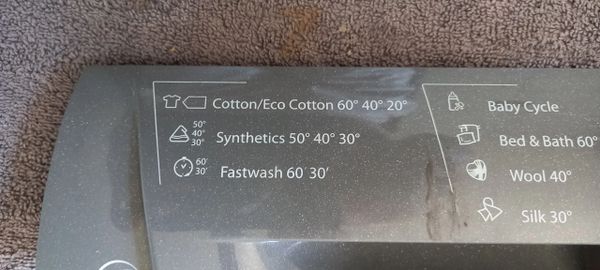 Cotton/Eco Cotton 60° 40° 20°
50°
40°
30°
Synthetics 50° 40° 30°
60'
30'
Fastwash 60' 30'
Baby Cycle
Bed & Bath 60°
Wool 40°
Silk 30°